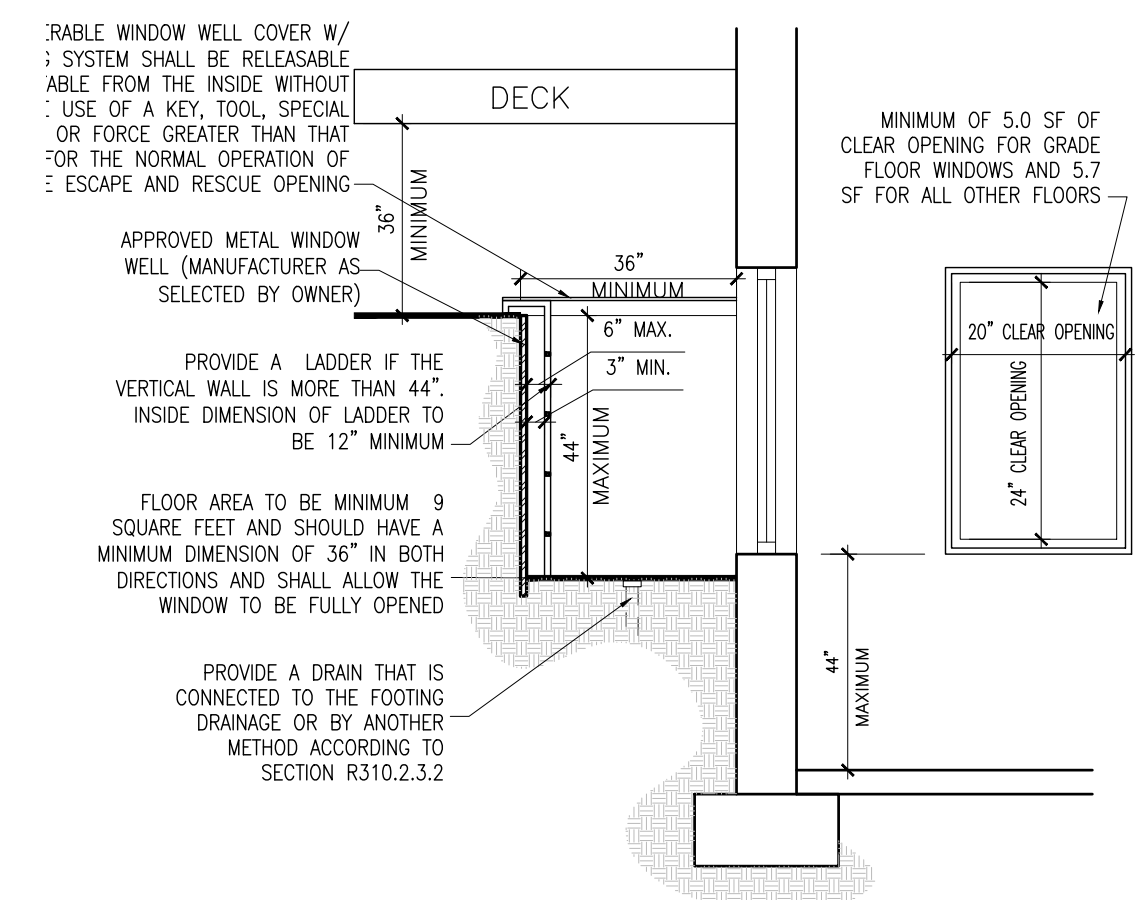 WINDOW WELL COVER W/
SYSTEM SHALL BE RELEASABLE
FROM THE INSIDE WITHOUT
USE OF A KEY, TOOL, SPECIAL
OR FORCE GREATER THAN THAT
FOR THE NORMAL OPERATION OF
ESCAPE AND RESCUE OPENING
DECK
36"
MINIMUM
MINIMUM OF 5.0 SF OF
CLEAR OPENING FOR GRADE
FLOOR WINDOWS AND 5.7
SF FOR ALL OTHER FLOORS
APPROVED METAL WINDOW
WELL (MANUFACTURER AS
SELECTED BY OWNER)
36"
MINIMUM
6" MAX.
3" MIN.
20" CLEAR OPENING
24" CLEAR OPENING
PROVIDE A LADDER IF THE
VERTICAL WALL IS MORE THAN 44".
INSIDE DIMENSION OF LADDER TO
BE 12" MINIMUM
44"
MAXIMUM
FLOOR AREA TO BE MINIMUM 9
SQUARE FEET AND SHOULD HAVE A
MINIMUM DIMENSION OF 36" IN BOTH
DIRECTIONS AND SHALL ALLOW THE
WINDOW TO BE FULLY OPENED
PROVIDE A DRAIN THAT IS
CONNECTED TO THE FOOTING
DRAINAGE OR BY ANOTHER
METHOD ACCORDING TO
SECTION R310.2.3.2
44"
MAXIMUM